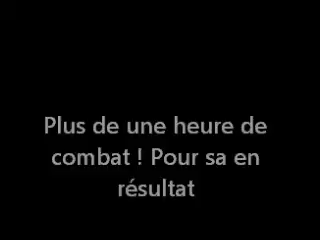 Plus de une heure de
combat ! Pour sa en
résultat